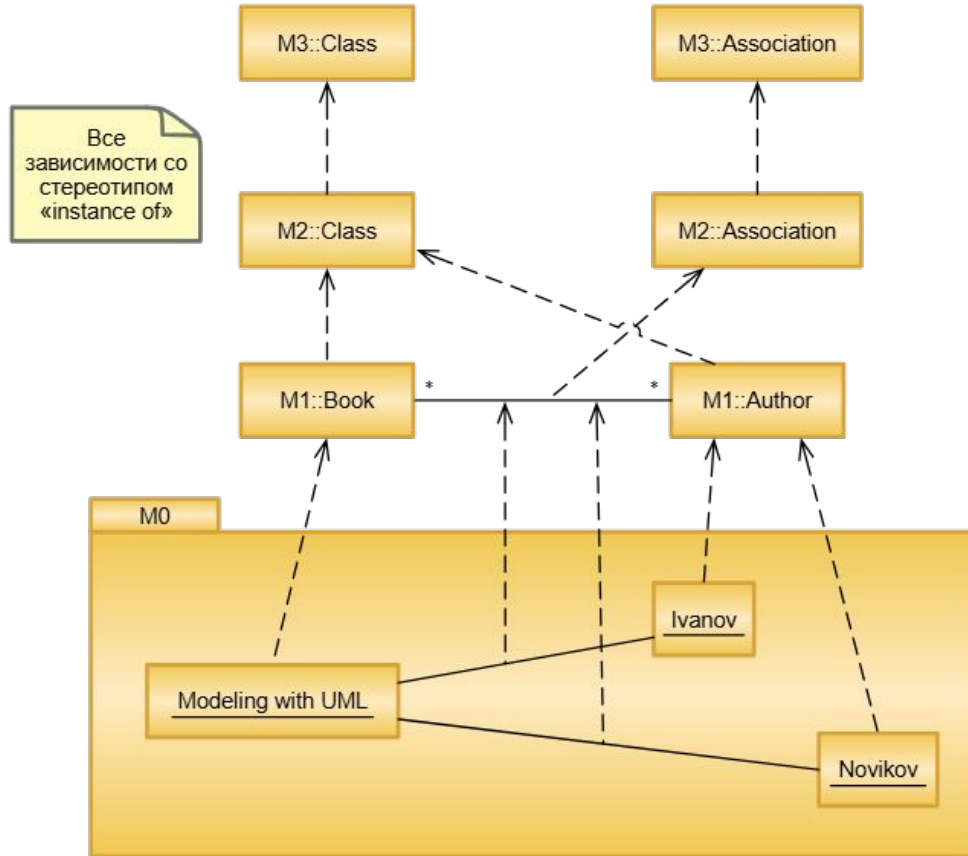 M3::Class
M3::Association
Все
зависимости со
стереотипом
«instance of»
M2::Class
M2::Association
M1::Book
*
*
M1::Author
M0
Ivanov
Modeling with UML
Novikov